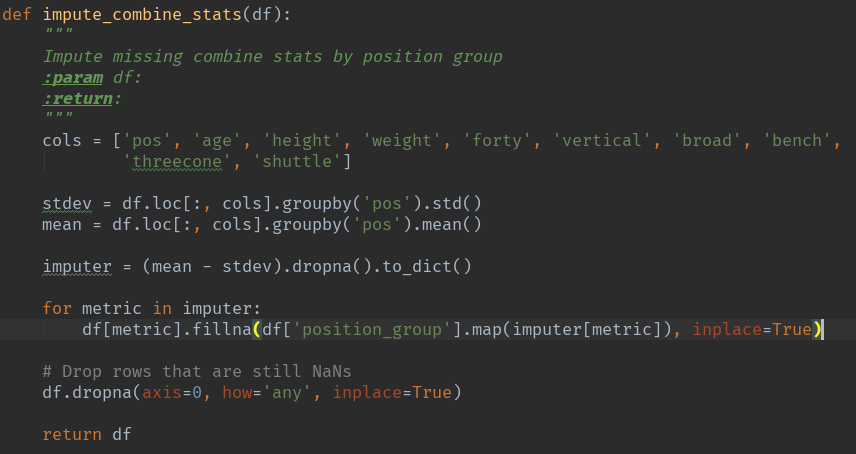 def impute_combine_stats(df):
    """
    Impute missing combine stats by position group
    :param df:
    :return:
    """
    cols = ['pos', 'age', 'height', 'weight', 'forty', 'vertical', 'broad', 'bench',
            'threecone', 'shuttle']

    stdev = df.loc[:, cols].groupby('pos').std()
    mean = df.loc[:, cols].groupby('pos').mean()

    imputer = (mean - stdev).dropna().to_dict()

    for metric in imputer:
        df[metric].fillna(df['position_group'].map(imputer[metric]), inplace=True)

    # Drop rows that are still NaNs
    df.dropna(axis=0, how='any', inplace=True)

    return df